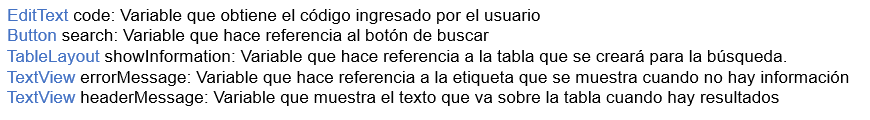 EditText code: Variable que obtiene el código ingresado por el usuario
Button search: Variable que hace referencia al botón de buscar
TableLayout showInformation: Variable que hace referencia a la tabla que se creará para la búsqueda.
TextView errorMessage: Variable que hace referencia a la etiqueta que se muestra cuando no hay información
TextView headerMessage: Variable que muestra el texto que va sobre la tabla cuando hay resultados